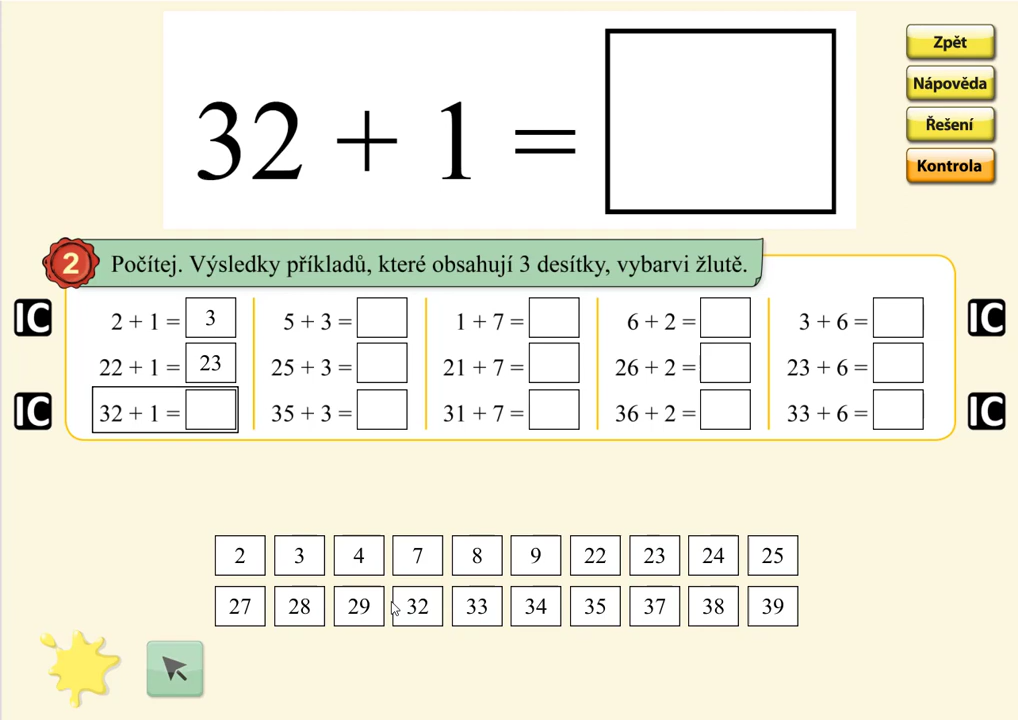 32 + 1 =
Zpět
Nápověda
Řešení
Kontrola
2 Počítej. Výsledky příkladů, které obsahují 3 desítky, vybarvi žlutě.
IC 2 + 1 = 3 5 + 3 = 1 + 7 = 6 + 2 = 3 + 6 = IC
22 + 1 = 23 25 + 3 = 21 + 7 = 26 + 2 = 23 + 6 =
IC 32 + 1 = 35 + 3 = 31 + 7 = 36 + 2 = 33 + 6 = IC
2 3 4 7 8 9 22 23 24 25
27 28 29 32 33 34 35 37 38 39